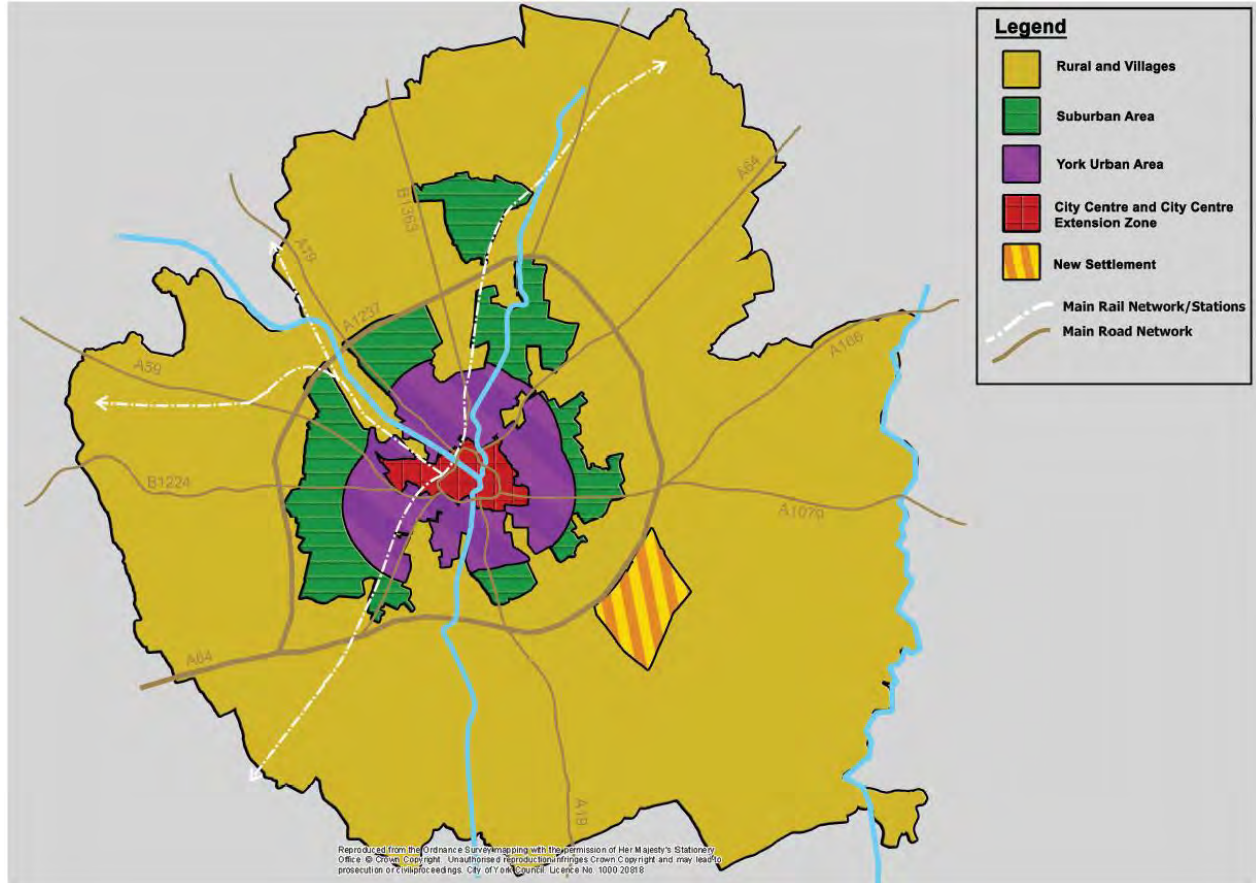 Legend
Rural and Villages
Suburban Area
York Urban Area
City Centre and City Centre
Extension Zone
New Settlement
Main Rail Network/Stations
Main Road Network
A64
B1363
A19
A1237
A166
A59
B1224
A1079
A64
A19
Reproduced from the Ordnance Survey mapping with the permission of Her Majesty's Stationery
Office © Crown Copyright. Unauthorised reproduction infringes Crown Copyright and may lead to
prosecution or civil proceedings. City of York Council. Licence No. 1000 20818